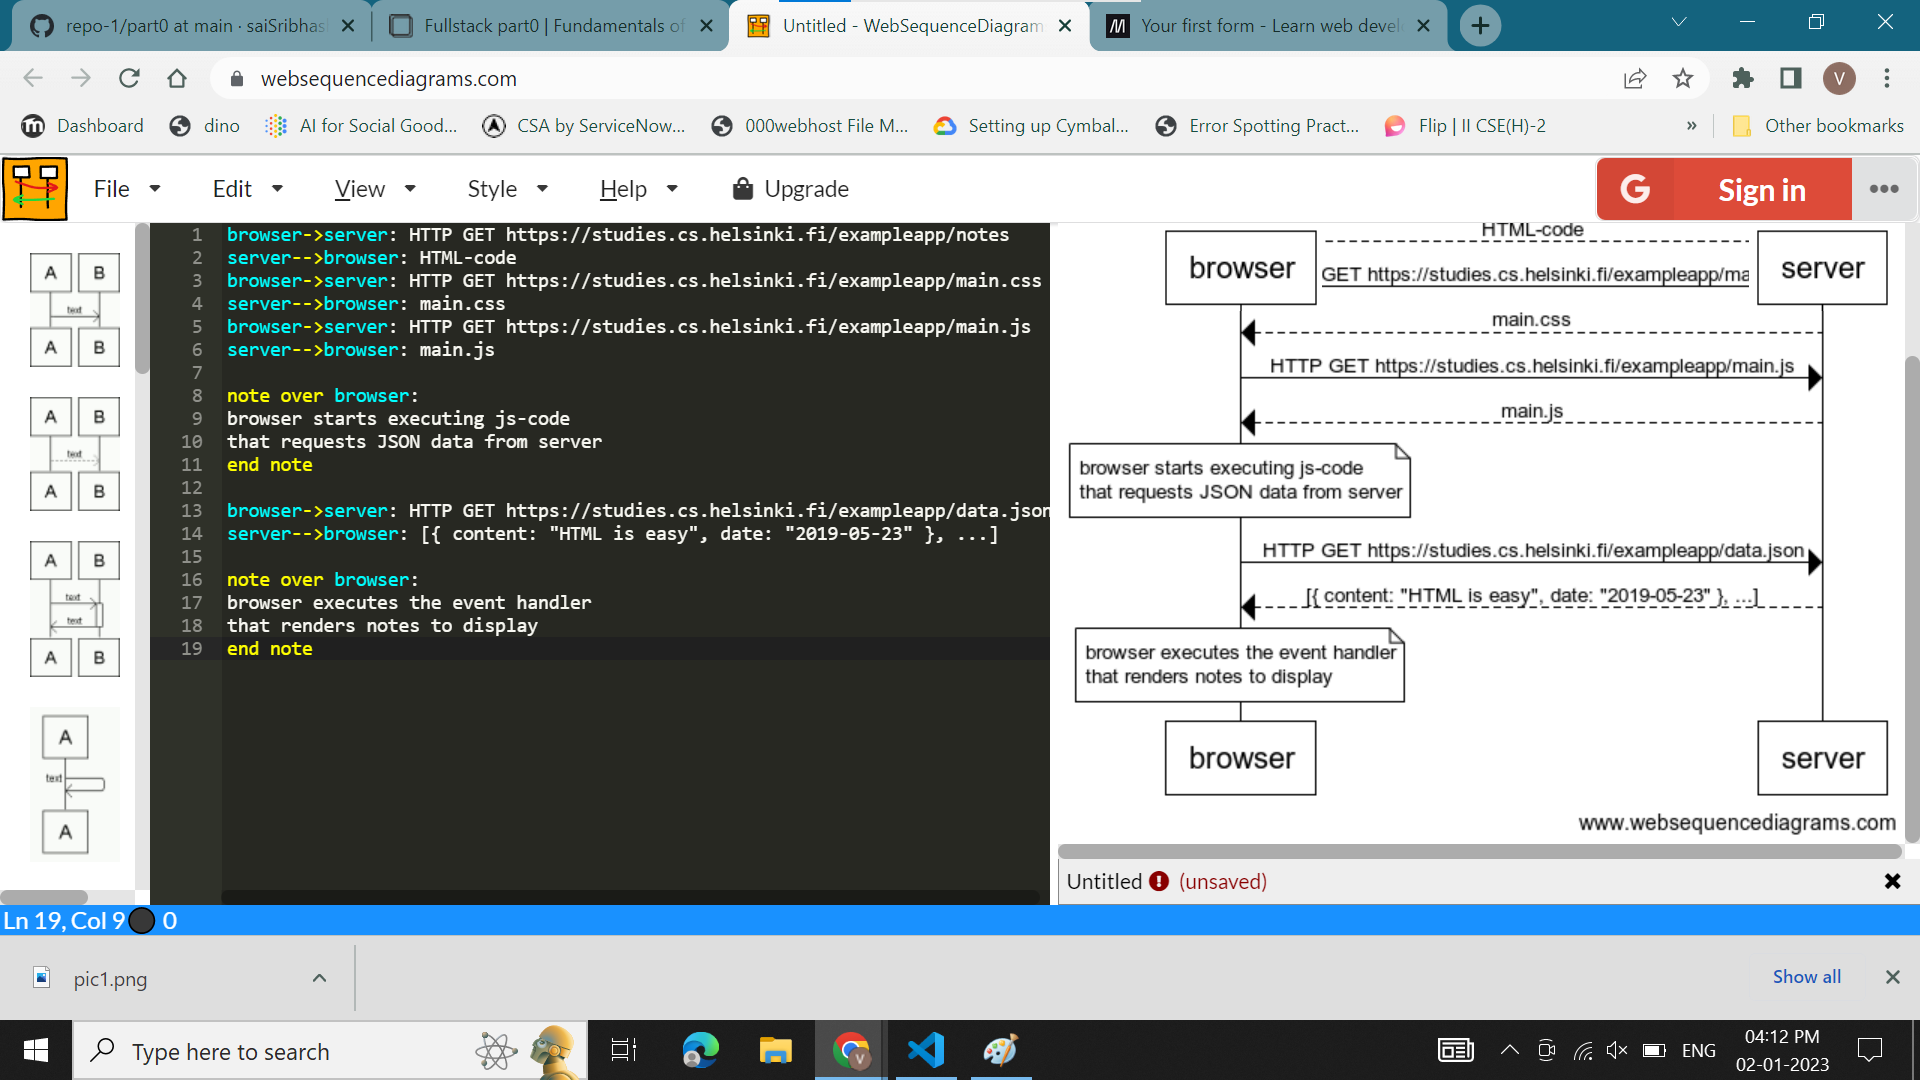 repo-1/part0 at main · saiSribhas
Fullstack part0 | Fundamentals of
Untitled - WebSequenceDiagram
Your first form - Learn web devel
websequencediagrams.com
V
Dashboard
dino
AI for Social Good...
CSA by ServiceNow...
000webhost File M...
Setting up Cymbal...
Error Spotting Pract...
Flip | II CSE(H)-2
»
Other bookmarks
File
Edit
View
Style
Help
Upgrade
G Sign in
A B
text
A B
A B
text
A B
A B
text
text
A B
A
text
A
1 browser->server: HTTP GET https://studies.cs.helsinki.fi/exampleapp/notes
2 server-->browser: HTML-code
3 browser->server: HTTP GET https://studies.cs.helsinki.fi/exampleapp/main.css
4 server-->browser: main.css
5 browser->server: HTTP GET https://studies.cs.helsinki.fi/exampleapp/main.js
6 server-->browser: main.js
7
8 note over browser:
9 browser starts executing js-code
10 that requests JSON data from server
11 end note
12
13 browser->server: HTTP GET https://studies.cs.helsinki.fi/exampleapp/data.json
14 server-->browser: [{ content: "HTML is easy", date: "2019-05-23" }, ...]
15
16 note over browser:
17 browser executes the event handler
18 that renders notes to display
19 end note
HTML-code
browser
server
GET https://studies.cs.helsinki.fi/exampleapp/ma
main.css
HTTP GET https://studies.cs.helsinki.fi/exampleapp/main.js
main.js
browser starts executing js-code
that requests JSON data from server
HTTP GET https://studies.cs.helsinki.fi/exampleapp/data.json
[{ content: "HTML is easy", date: "2019-05-23" }, ...]
browser executes the event handler
that renders notes to display
browser
server
www.websequencediagrams.com
Untitled (unsaved)
Ln 19, Col 9 0
pic1.png
Show all
Type here to search
V
ENG
04:12 PM
02-01-2023